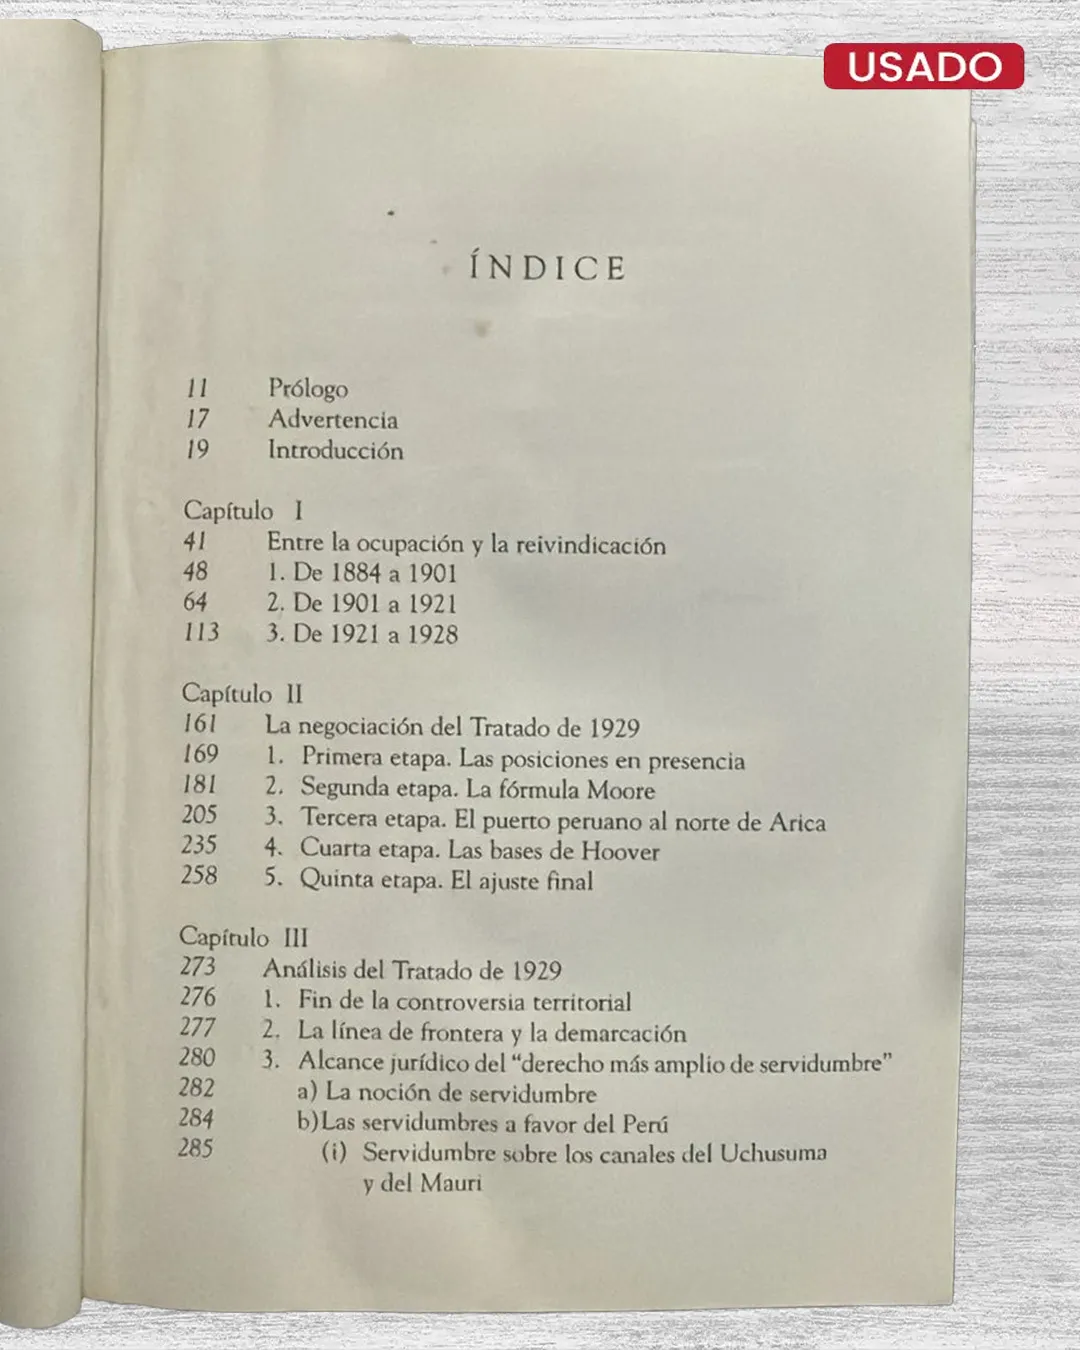 USADO
ÍNDICE
11 Prólogo
17 Advertencia
19 Introducción
Capítulo I
41 Entre la ocupación y la reivindicación
48 1. De 1884 a 1901
64 2. De 1901 a 1921
113 3. De 1921 a 1928
Capítulo II
161 La negociación del Tratado de 1929
169 1. Primera etapa. Las posiciones en presencia
181 2. Segunda etapa. La fórmula Moore
205 3. Tercera etapa. El puerto peruano al norte de Arica
235 4. Cuarta etapa. Las bases de Hoover
258 5. Quinta etapa. El ajuste final
Capítulo III
273 Análisis del Tratado de 1929
276 1. Fin de la controversia territorial
277 2. La línea de frontera y la demarcación
280 3. Alcance jurídico del “derecho más amplio de servidumbre”
282 a) La noción de servidumbre
284 b)Las servidumbres a favor del Perú
285 (i) Servidumbre sobre los canales del Uchusuma
y del Mauri